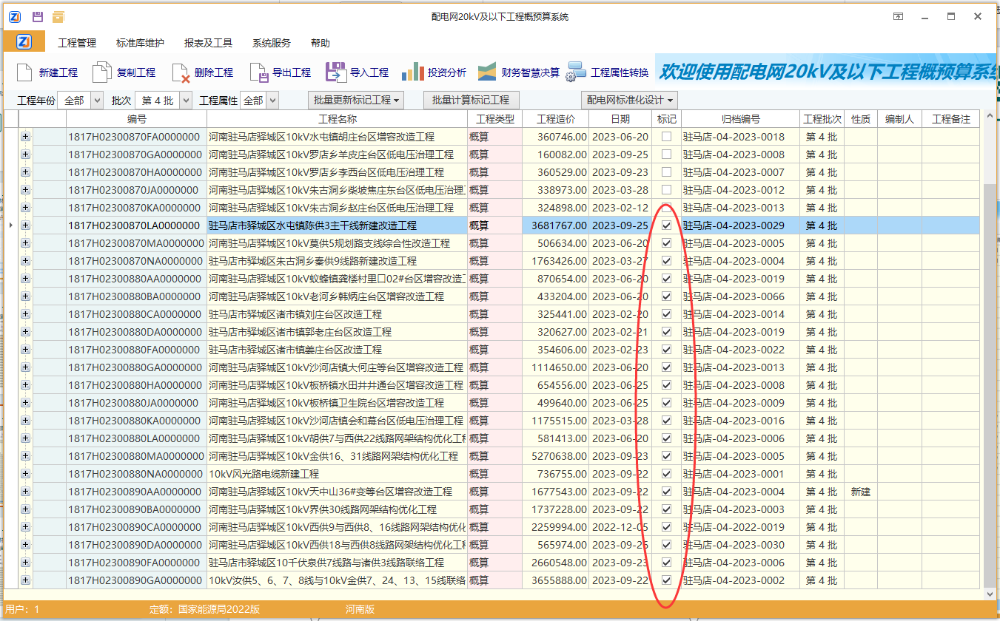 配电网20kV及以下工程概预算系统
工程管理 标准库维护 报表及工具 系统服务 帮助
新建工程 复制工程 删除工程 导出工程 导入工程 投资分析 财务智慧决算 工程属性转换 欢迎使用配电网20kV及以下工程概预算系统
工程年份 全部 批次 第 4 批 工程属性 全部 批量更新标记工程 批量计算标记工程 配电网标准化设计
编号 工程名称 工程类型 工程造价 日期 标记 归档编号 工程批次 性质 编制人 工程备注
1817H02300870FA0000000 河南驻马店驿城区10kV水屯镇胡庄台区增容改造工程 概算 360746.00 2023-06-20 驻马店-04-2023-0018 第 4 批
1817H02300870GA0000000 河南驻马店驿城区10kV罗店乡羊皮庄台区低电压治理工程 概算 160082.00 2023-09-25 驻马店-04-2023-0008 第 4 批
1817H02300870HA0000000 河南驻马店驿城区10kV罗店乡李西台区低电压治理工程 概算 360529.00 2023-09-23 驻马店-04-2023-0007 第 4 批
1817H02300870JA0000000 河南驻马店驿城区10kV朱古洞乡柴坡焦庄东台区低电压治理 概算 338973.00 2023-03-28 驻马店-04-2023-0012 第 4 批
1817H02300870KA0000000 河南驻马店驿城区10kV朱古洞乡赵庄台区低电压治理工程 概算 324898.00 2023-02-12 驻马店-04-2023-0013 第 4 批
1817H02300870LA0000000 驻马店市驿城区水屯镇陈供3主干线新建改造工程 概算 3681767.00 2023-09-25 驻马店-04-2023-0029 第 4 批
1817H02300870MA0000000 河南驻马店驿城区10kV莫供5规划路支线综合性改造工程 概算 506634.00 2023-06-20 驻马店-04-2023-0005 第 4 批
1817H02300870NA0000000 驻马店市驿城区朱古洞乡秦供9线路新建改造工程 概算 1763426.00 2023-03-27 驻马店-04-2023-0004 第 4 批
1817H02300880AA0000000 河南驻马店驿城区10kV蚁蜂镇龚楼村里口02#台区增容改造工 概算 870654.00 2023-06-20 驻马店-04-2023-0019 第 4 批
1817H02300880BA0000000 河南驻马店驿城区10kV老河乡韩炳庄台区增容改造工程 概算 433204.00 2023-06-20 驻马店-04-2023-0066 第 4 批
1817H02300880CA0000000 驻马店市驿城区诸市镇刘庄台区改造工程 概算 325441.00 2023-02-20 驻马店-04-2023-0014 第 4 批
1817H02300880DA0000000 驻马店市驿城区诸市镇郭老庄台区改造工程 概算 320627.00 2023-02-21 驻马店-04-2023-0019 第 4 批
1817H02300880FA0000000 驻马店市驿城区诸市镇姜庄台区改造工程 概算 354606.00 2023-02-23 驻马店-04-2023-0022 第 4 批
1817H02300880GA0000000 河南驻马店驿城区10kV沙河店镇大何庄等台区增容改造工程 概算 1114650.00 2023-06-20 驻马店-04-2023-0013 第 4 批
1817H02300880HA0000000 河南驻马店驿城区10kV板桥镇水田井井通台区增容改造工程 概算 654556.00 2023-06-25 驻马店-04-2023-0008 第 4 批
1817H02300880JA0000000 河南驻马店驿城区10kV板桥镇卫生院台区增容改造工程 概算 499640.00 2023-06-25 驻马店-04-2023-0009 第 4 批
1817H02300880KA0000000 河南驻马店驿城区10kV沙河店镇会和幕台区低电压治理工程 概算 1175515.00 2023-03-28 驻马店-04-2023-0016 第 4 批
1817H02300880LA0000000 河南驻马店驿城区10kV胡供7与西供22线路网架结构优化工程 概算 581413.00 2023-06-20 驻马店-04-2023-0006 第 4 批
1817H02300880MA0000000 河南驻马店驿城区10kV金供16、31线路网架结构优化工程 概算 5270638.00 2023-09-23 驻马店-04-2023-0005 第 4 批
1817H02300880NA0000000 10kV风光路电缆新建工程 概算 736755.00 2023-09-22 驻马店-04-2023-0001 第 4 批
1817H02300890AA0000000 河南驻马店驿城区10kV天中山36#变等台区增容改造工程 概算 1677543.00 2023-09-22 驻马店-04-2023-0004 第 4 批 新建
1817H02300890BA0000000 河南驻马店驿城区10kV界供30线路网架结构优化工程 概算 1737228.00 2023-09-22 驻马店-04-2023-0003 第 4 批
1817H02300890CA0000000 河南驻马店驿城区10kV西供9与西供8、16线路网架结构优化 概算 2259994.00 2022-12-05 驻马店-04-2022-0019 第 4 批
1817H02300890DA0000000 河南驻马店驿城区10kV西供18与西供8线路网架结构优化工 概算 565974.00 2023-09-25 驻马店-04-2023-0030 第 4 批
1817H02300890FA0000000 驻马店市驿城区10千伏泉供7线路与诸供3线路联络工程 概算 2660548.00 2023-09-23 驻马店-04-2023-0006 第 4 批
1817H02300890GA0000000 10kV汝供5、6、7、8线与10kV金供7、24、13、15线联络 概算 3655888.00 2023-09-22 驻马店-04-2023-0002 第 4 批
用户：1 定额：国家能源局2022版 河南版